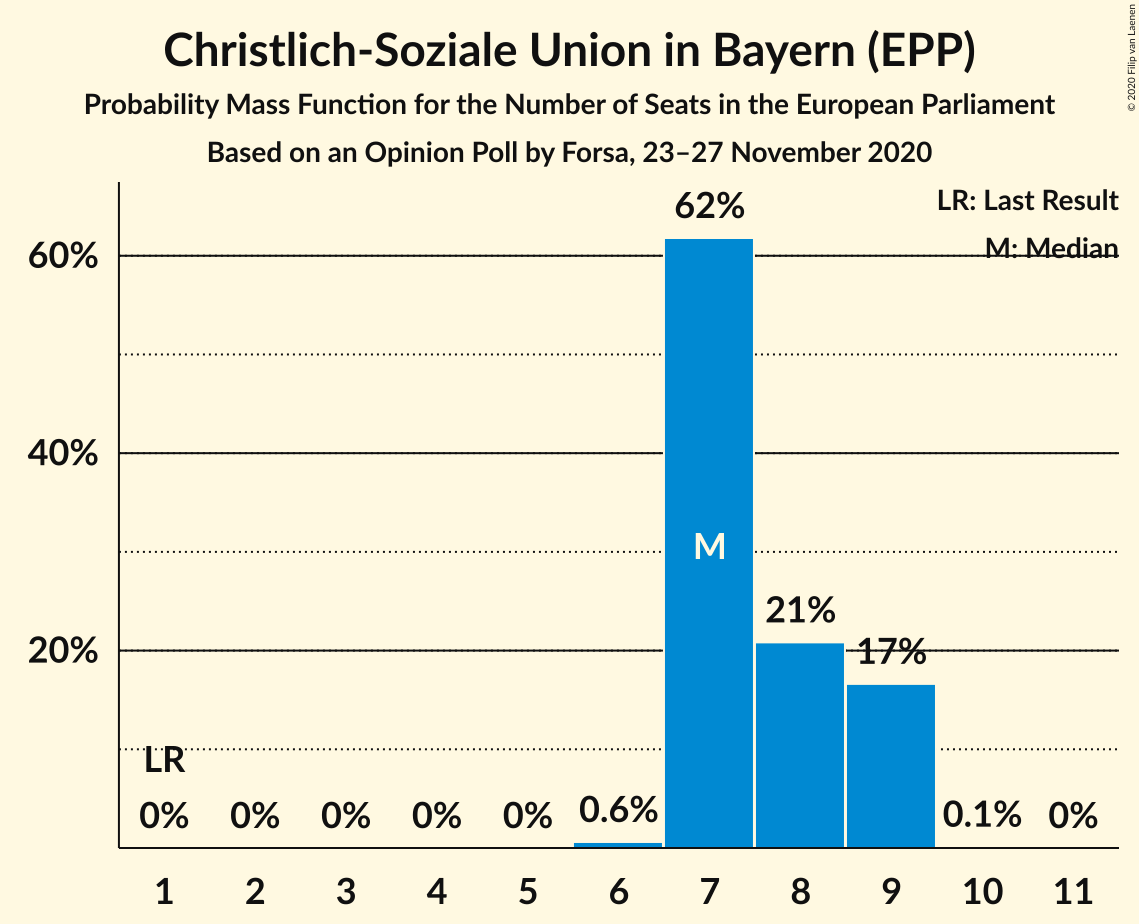 Christlich-Soziale Union in Bayern (EPP)
Probability Mass Function for the Number of Seats in the European Parliament
Based on an Opinion Poll by Forsa, 23–27 November 2020
© 2020 Filip van Laenen
LR: Last Result
M: Median
60%
40%
20%
62%
M
21%
17%
LR
0%
0%
0%
0%
0%
0.6%
0.1%
0%
1 2 3 4 5 6 7 8 9 10 11